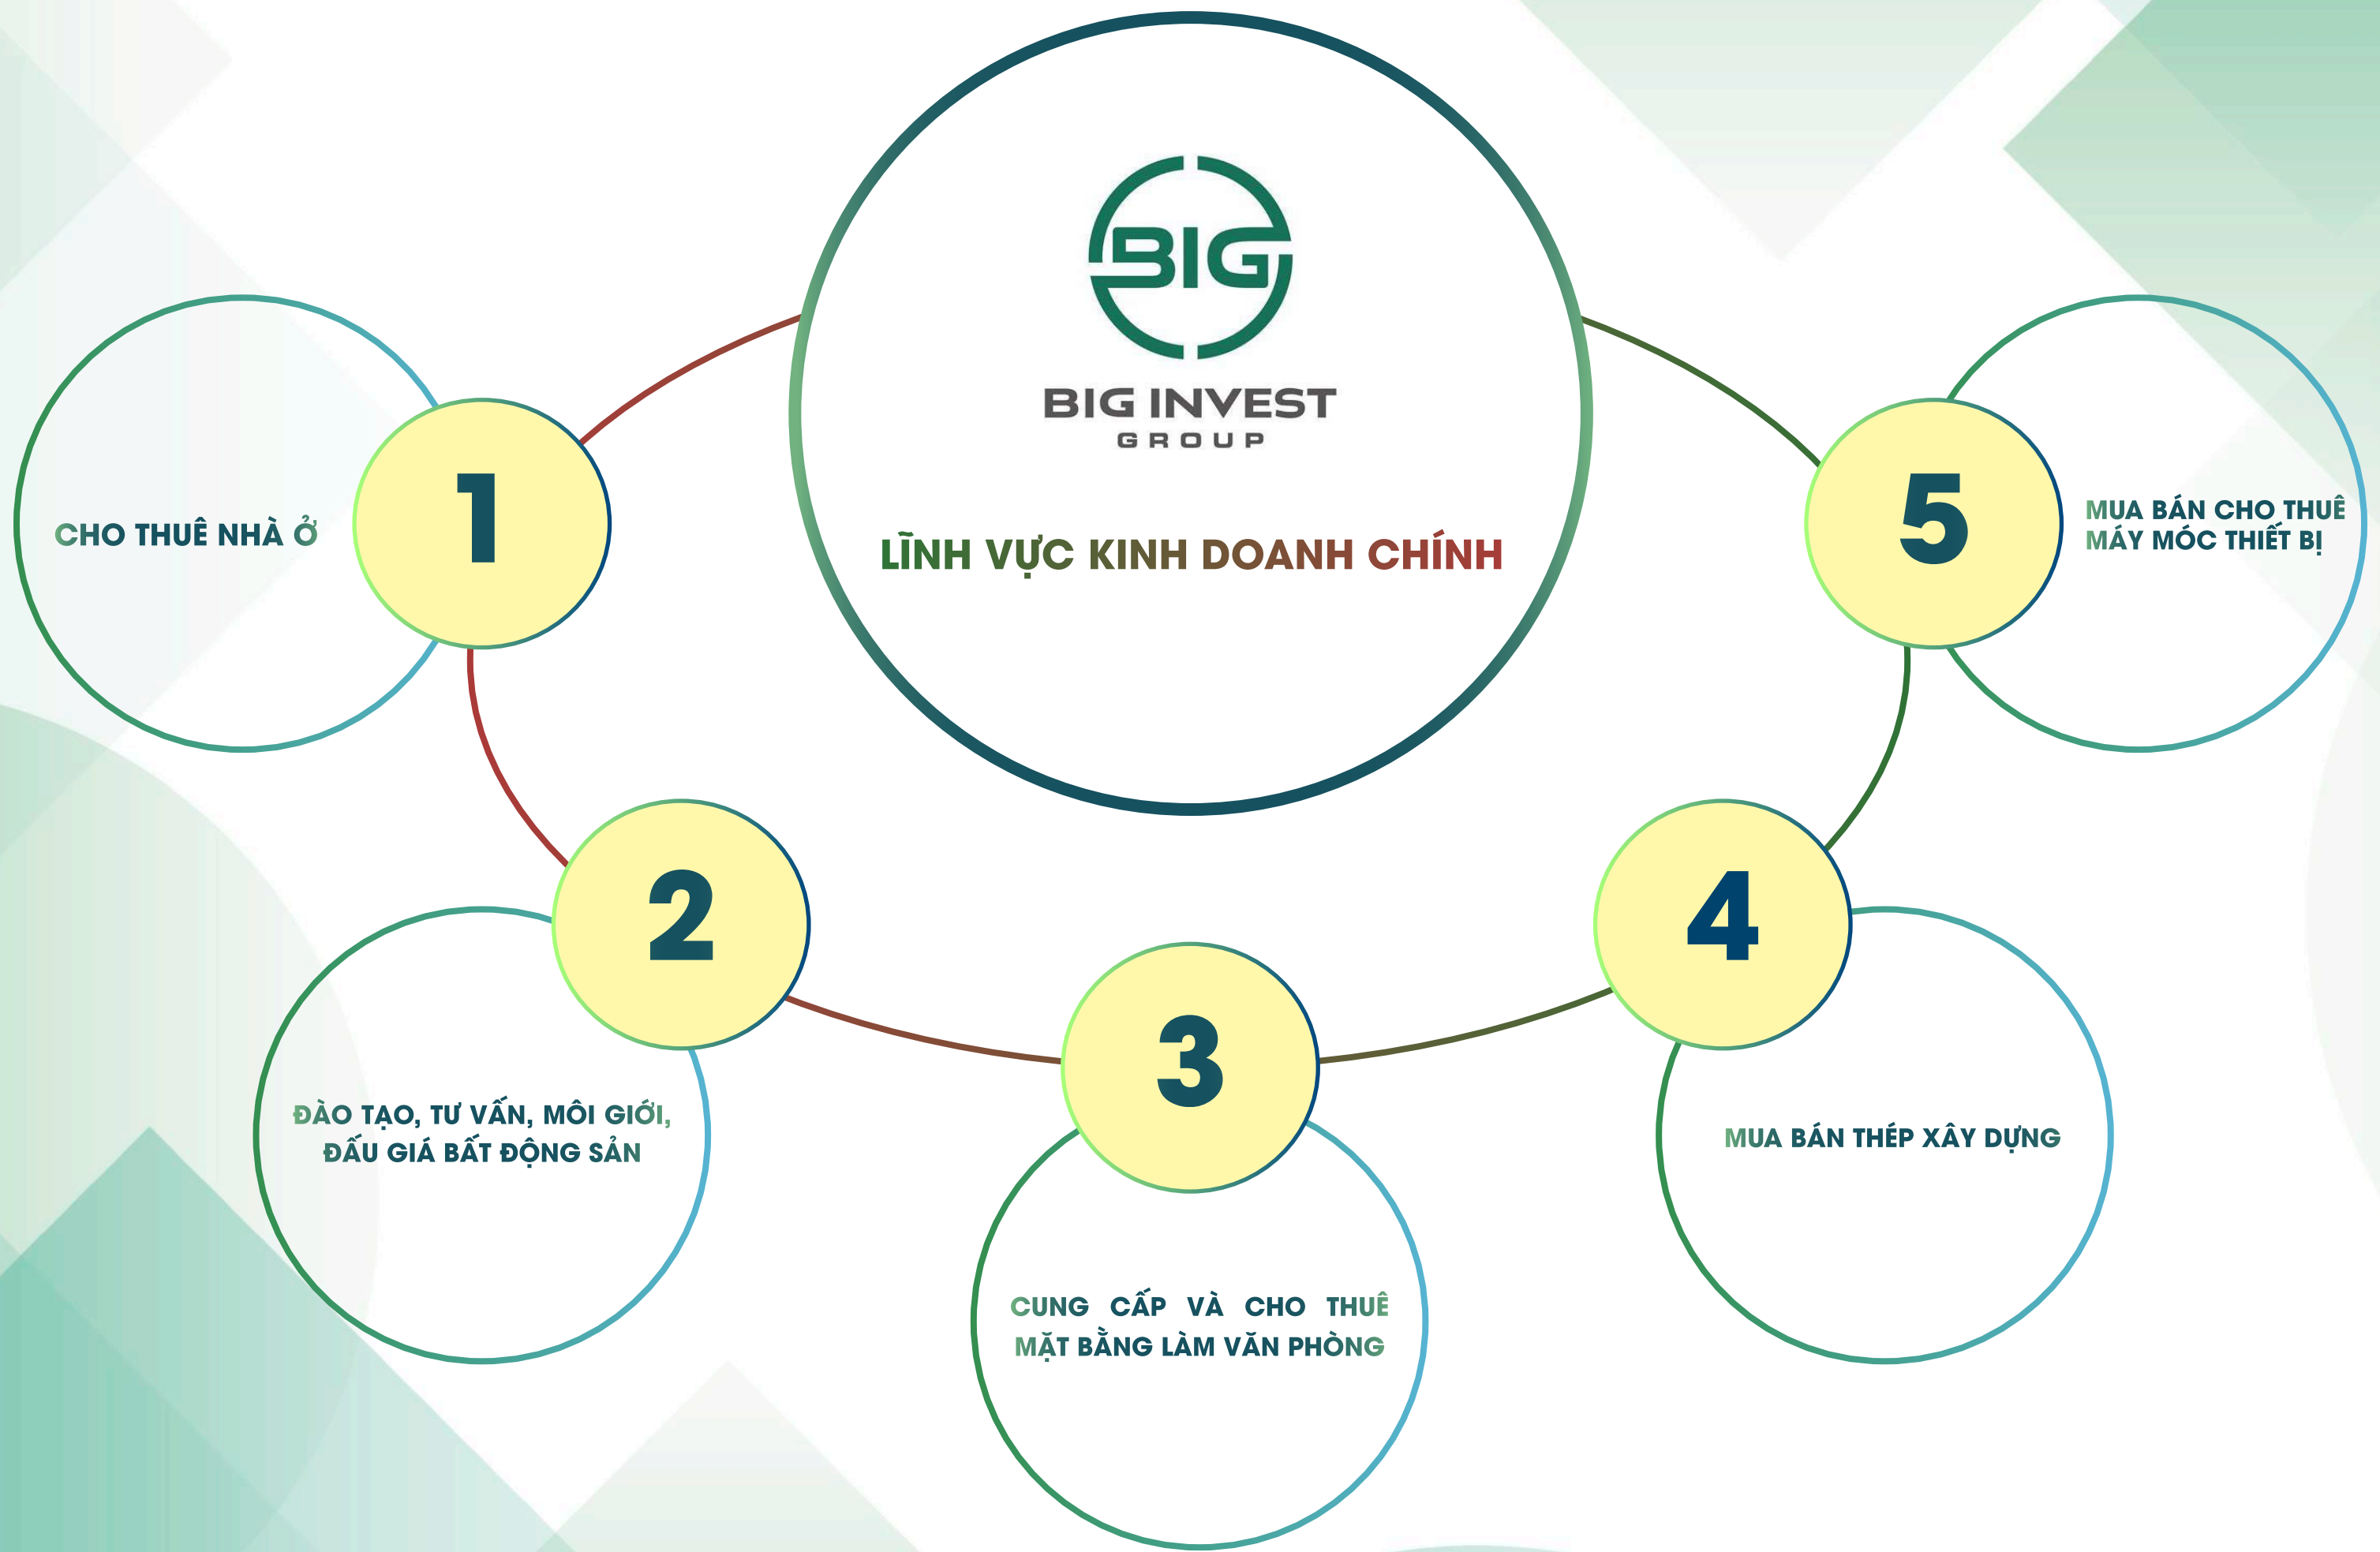 BIG
BIG INVEST
GROUP
LĨNH VỰC KINH DOANH CHÍNH
1
CHO THUÊ NHÀ Ở
2
ĐÀO TẠO, TƯ VẤN, MÔI GIỚI,
ĐẤU GIÁ BẤT ĐỘNG SẢN
3
CUNG CẤP VÀ CHO THUÊ
MẶT BẰNG LÀM VĂN PHÒNG
4
MUA BÁN THÉP XÂY DỰNG
5
MUA BÁN CHO THUÊ
MÁY MÓC THIẾT BỊ